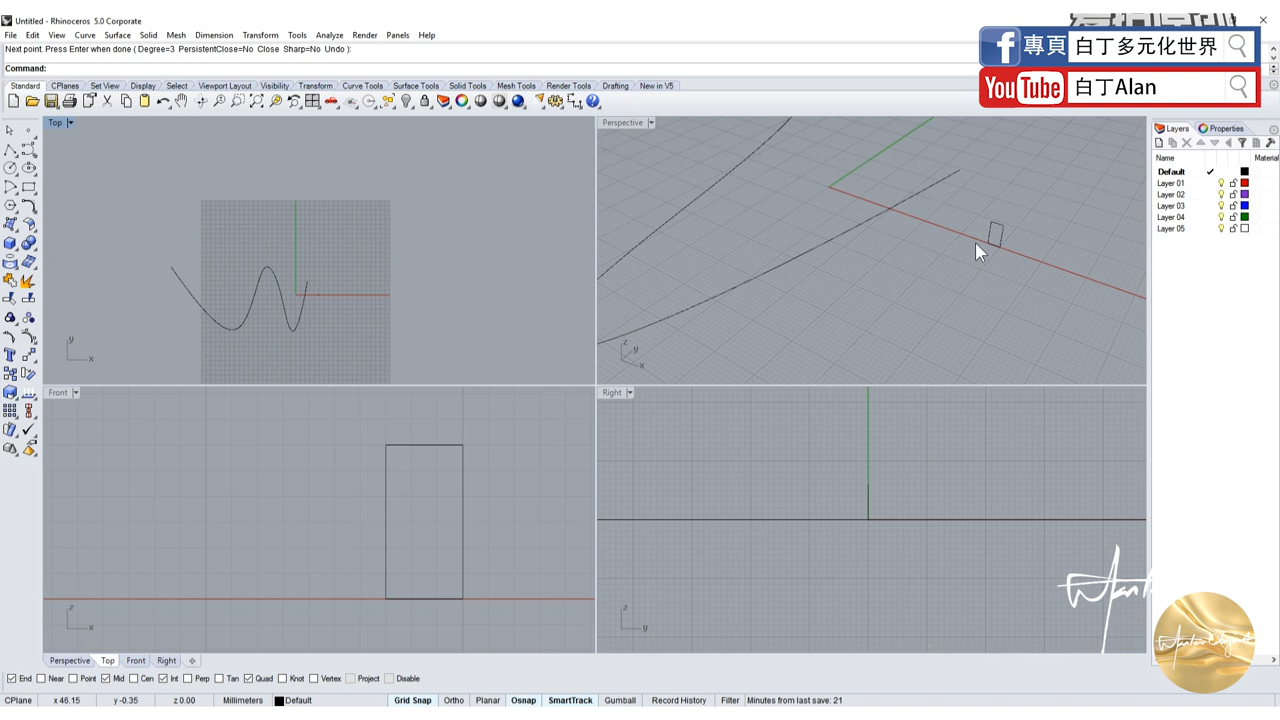 Untitled - Rhinoceros 5.0 Corporate
File Edit View Curve Surface Solid Mesh Dimension Transform Tools Analyze Render Panels Help
Next point. Press Enter when done ( Degree=3 PersistentClose=No Close Sharp=No Undo ):
專頁 白丁多元化世界
Command:
YouTube 白丁Alan
Standard CPlanes Set View Display Select Viewport Layout Visibility Transform Curve Tools Surface Tools Solid Tools Mesh Tools Render Tools Drafting New in V5
Top
Perspective
Layers Properties
Name Material
Default
Layer 01
Layer 02
Layer 03
Layer 04
Layer 05
y
x
z
y
x
Front
Right
z
x
z
y
Perspective Top Front Right
End Near Point Mid Cen Int Perp Tan Quad Knot Vertex Project Disable
CPlane x 46.15 y -0.35 z 0.00 Millimeters Default Grid Snap Ortho Planar Osnap SmartTrack Gumball Record History Filter Minutes from last save: 21